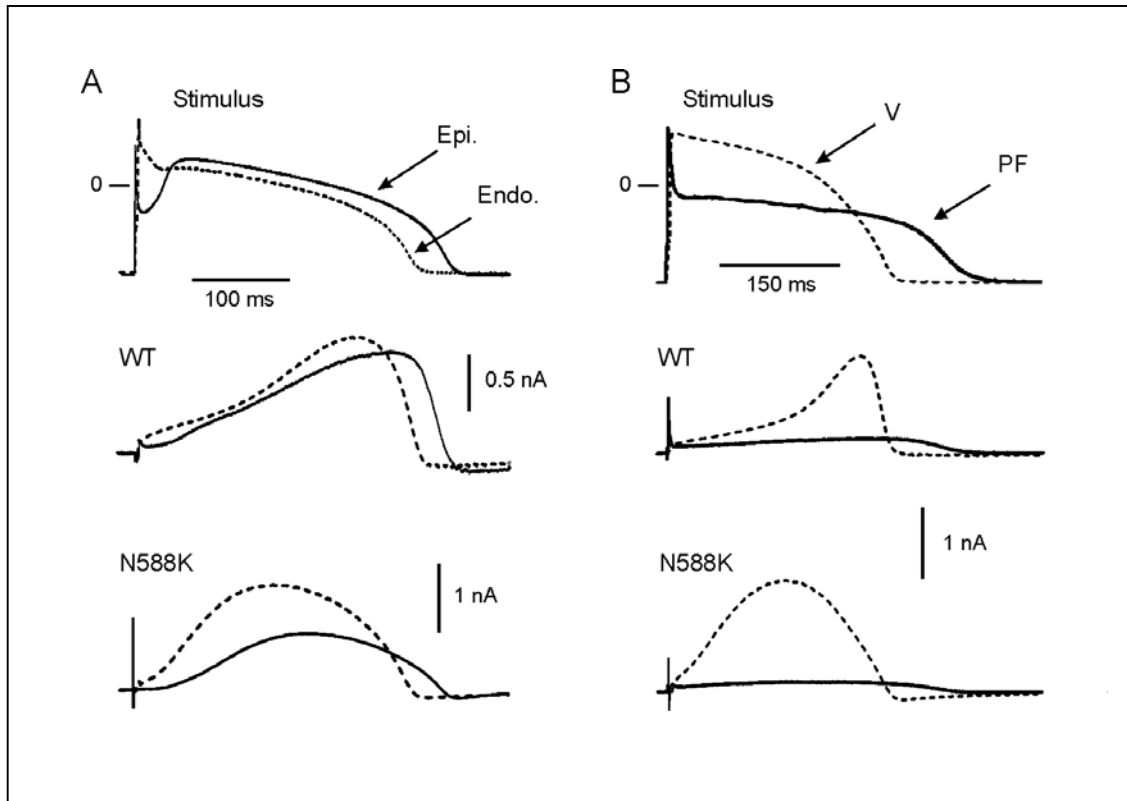 A
Stimulus
Epi.
0
Endo.
100 ms
WT
0.5 nA
N588K
1 nA
B
Stimulus
V
0
PF
150 ms
WT
1 nA
N588K